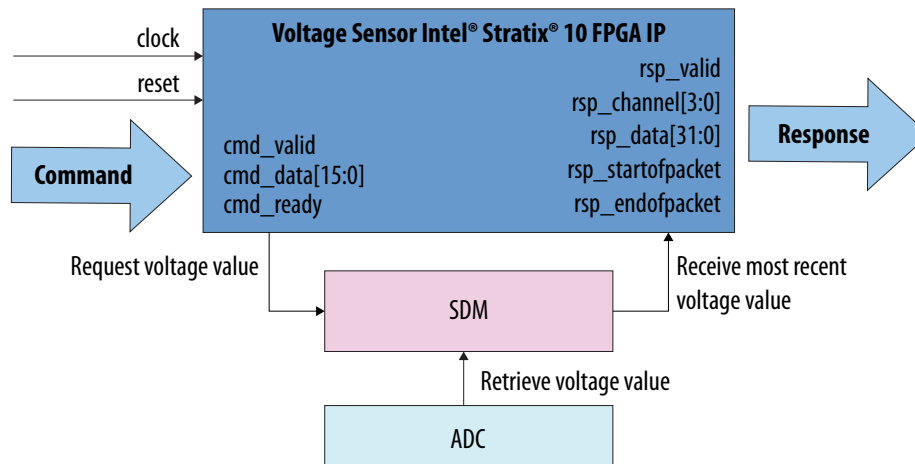 Voltage Sensor Intel® Stratix® 10 FPGA IP
clock
reset
Command
cmd_valid
cmd_data[15:0]
cmd_ready
rsp_valid
rsp_channel[3:0]
rsp_data[31:0]
rsp_startofpacket
rsp_endofpacket
Response
Request voltage value
Receive most recent
voltage value
SDM
Retrieve voltage value
ADC